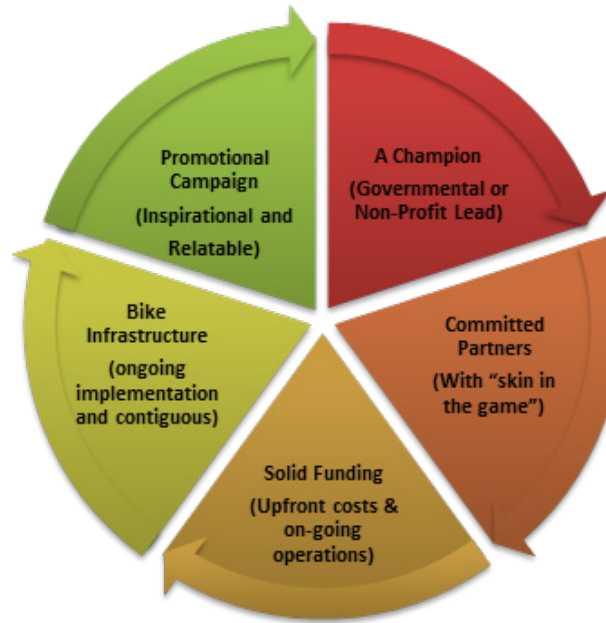 A Champion
(Governmental or
Non-Profit Lead)
Committed
Partners
(With “skin in
the game”)
Solid Funding
(Upfront costs &
on-going
operations)
Bike
Infrastructure
(ongoing
implementation
and contiguous)
Promotional
Campaign
(Inspirational and
Relatable)